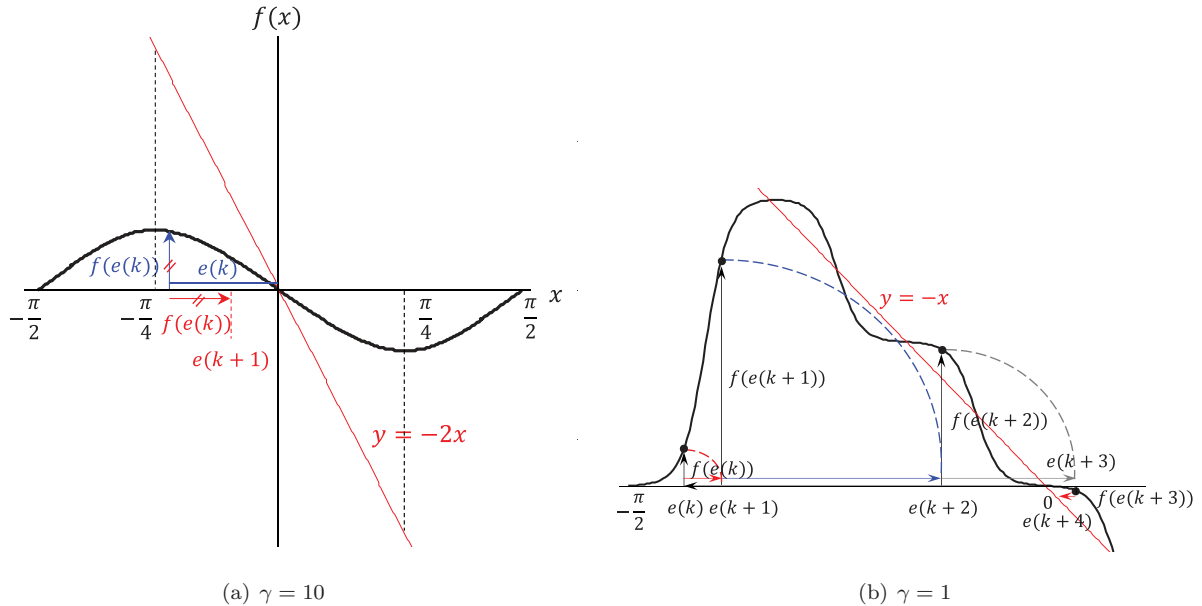 f(x)
f(e(k))
e(k)
x
−π/2
−π/4
π/4
π/2
f(e(k))
e(k + 1)
y = −2x
(a) γ = 10
y = −x
f(e(k + 1))
f(e(k + 2))
f(e(k))
e(k + 3)
−π/2
e(k) e(k + 1)
e(k + 2)
0
f(e(k + 3))
e(k + 4)
(b) γ = 1